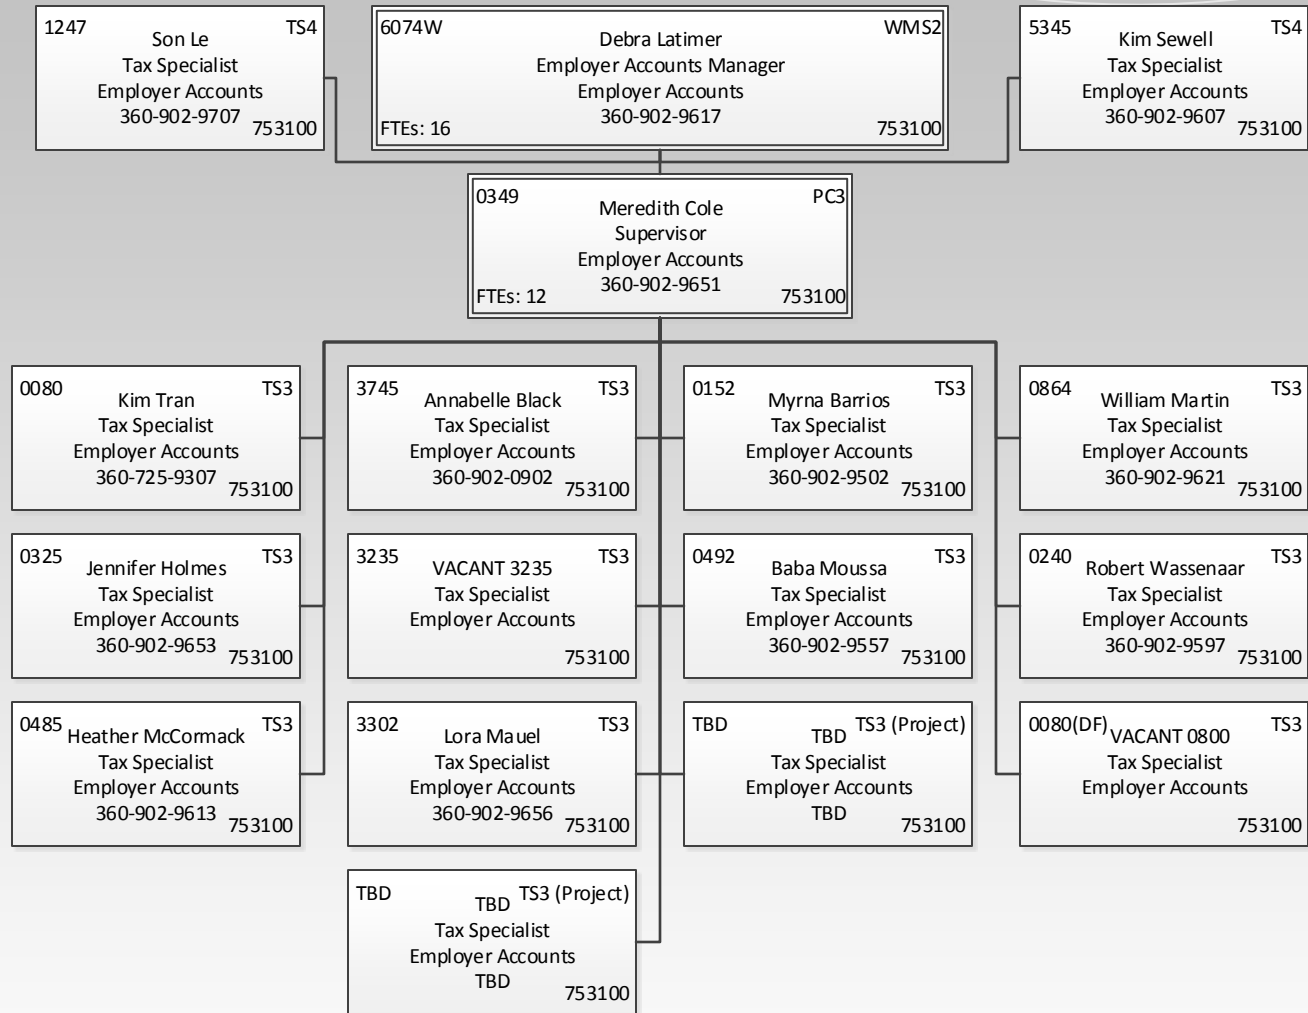 1247 TS4
Son Le
Tax Specialist
Employer Accounts
360-902-9707
753100
6074W WMS2
Debra Latimer
Employer Accounts Manager
Employer Accounts
360-902-9617
FTEs: 16 753100
5345 TS4
Kim Sewell
Tax Specialist
Employer Accounts
360-902-9607
753100
0349 PC3
Meredith Cole
Supervisor
Employer Accounts
360-902-9651
FTEs: 12 753100
0080 TS3
Kim Tran
Tax Specialist
Employer Accounts
360-725-9307
753100
3745 TS3
Annabelle Black
Tax Specialist
Employer Accounts
360-902-0902
753100
0152 TS3
Myrna Barrios
Tax Specialist
Employer Accounts
360-902-9502
753100
0864 TS3
William Martin
Tax Specialist
Employer Accounts
360-902-9621
753100
0325 TS3
Jennifer Holmes
Tax Specialist
Employer Accounts
360-902-9653
753100
3235 TS3
VACANT 3235
Tax Specialist
Employer Accounts
753100
0492 TS3
Baba Moussa
Tax Specialist
Employer Accounts
360-902-9557
753100
0240 TS3
Robert Wassenaar
Tax Specialist
Employer Accounts
360-902-9597
753100
0485 TS3
Heather McCormack
Tax Specialist
Employer Accounts
360-902-9613
753100
3302 TS3
Lora Mauel
Tax Specialist
Employer Accounts
360-902-9656
753100
TBD TS3 (Project)
TBD
Tax Specialist
Employer Accounts
TBD
753100
0080(DF) TS3
VACANT 0800
Tax Specialist
Employer Accounts
753100
TBD TS3 (Project)
TBD
Tax Specialist
Employer Accounts
TBD
753100